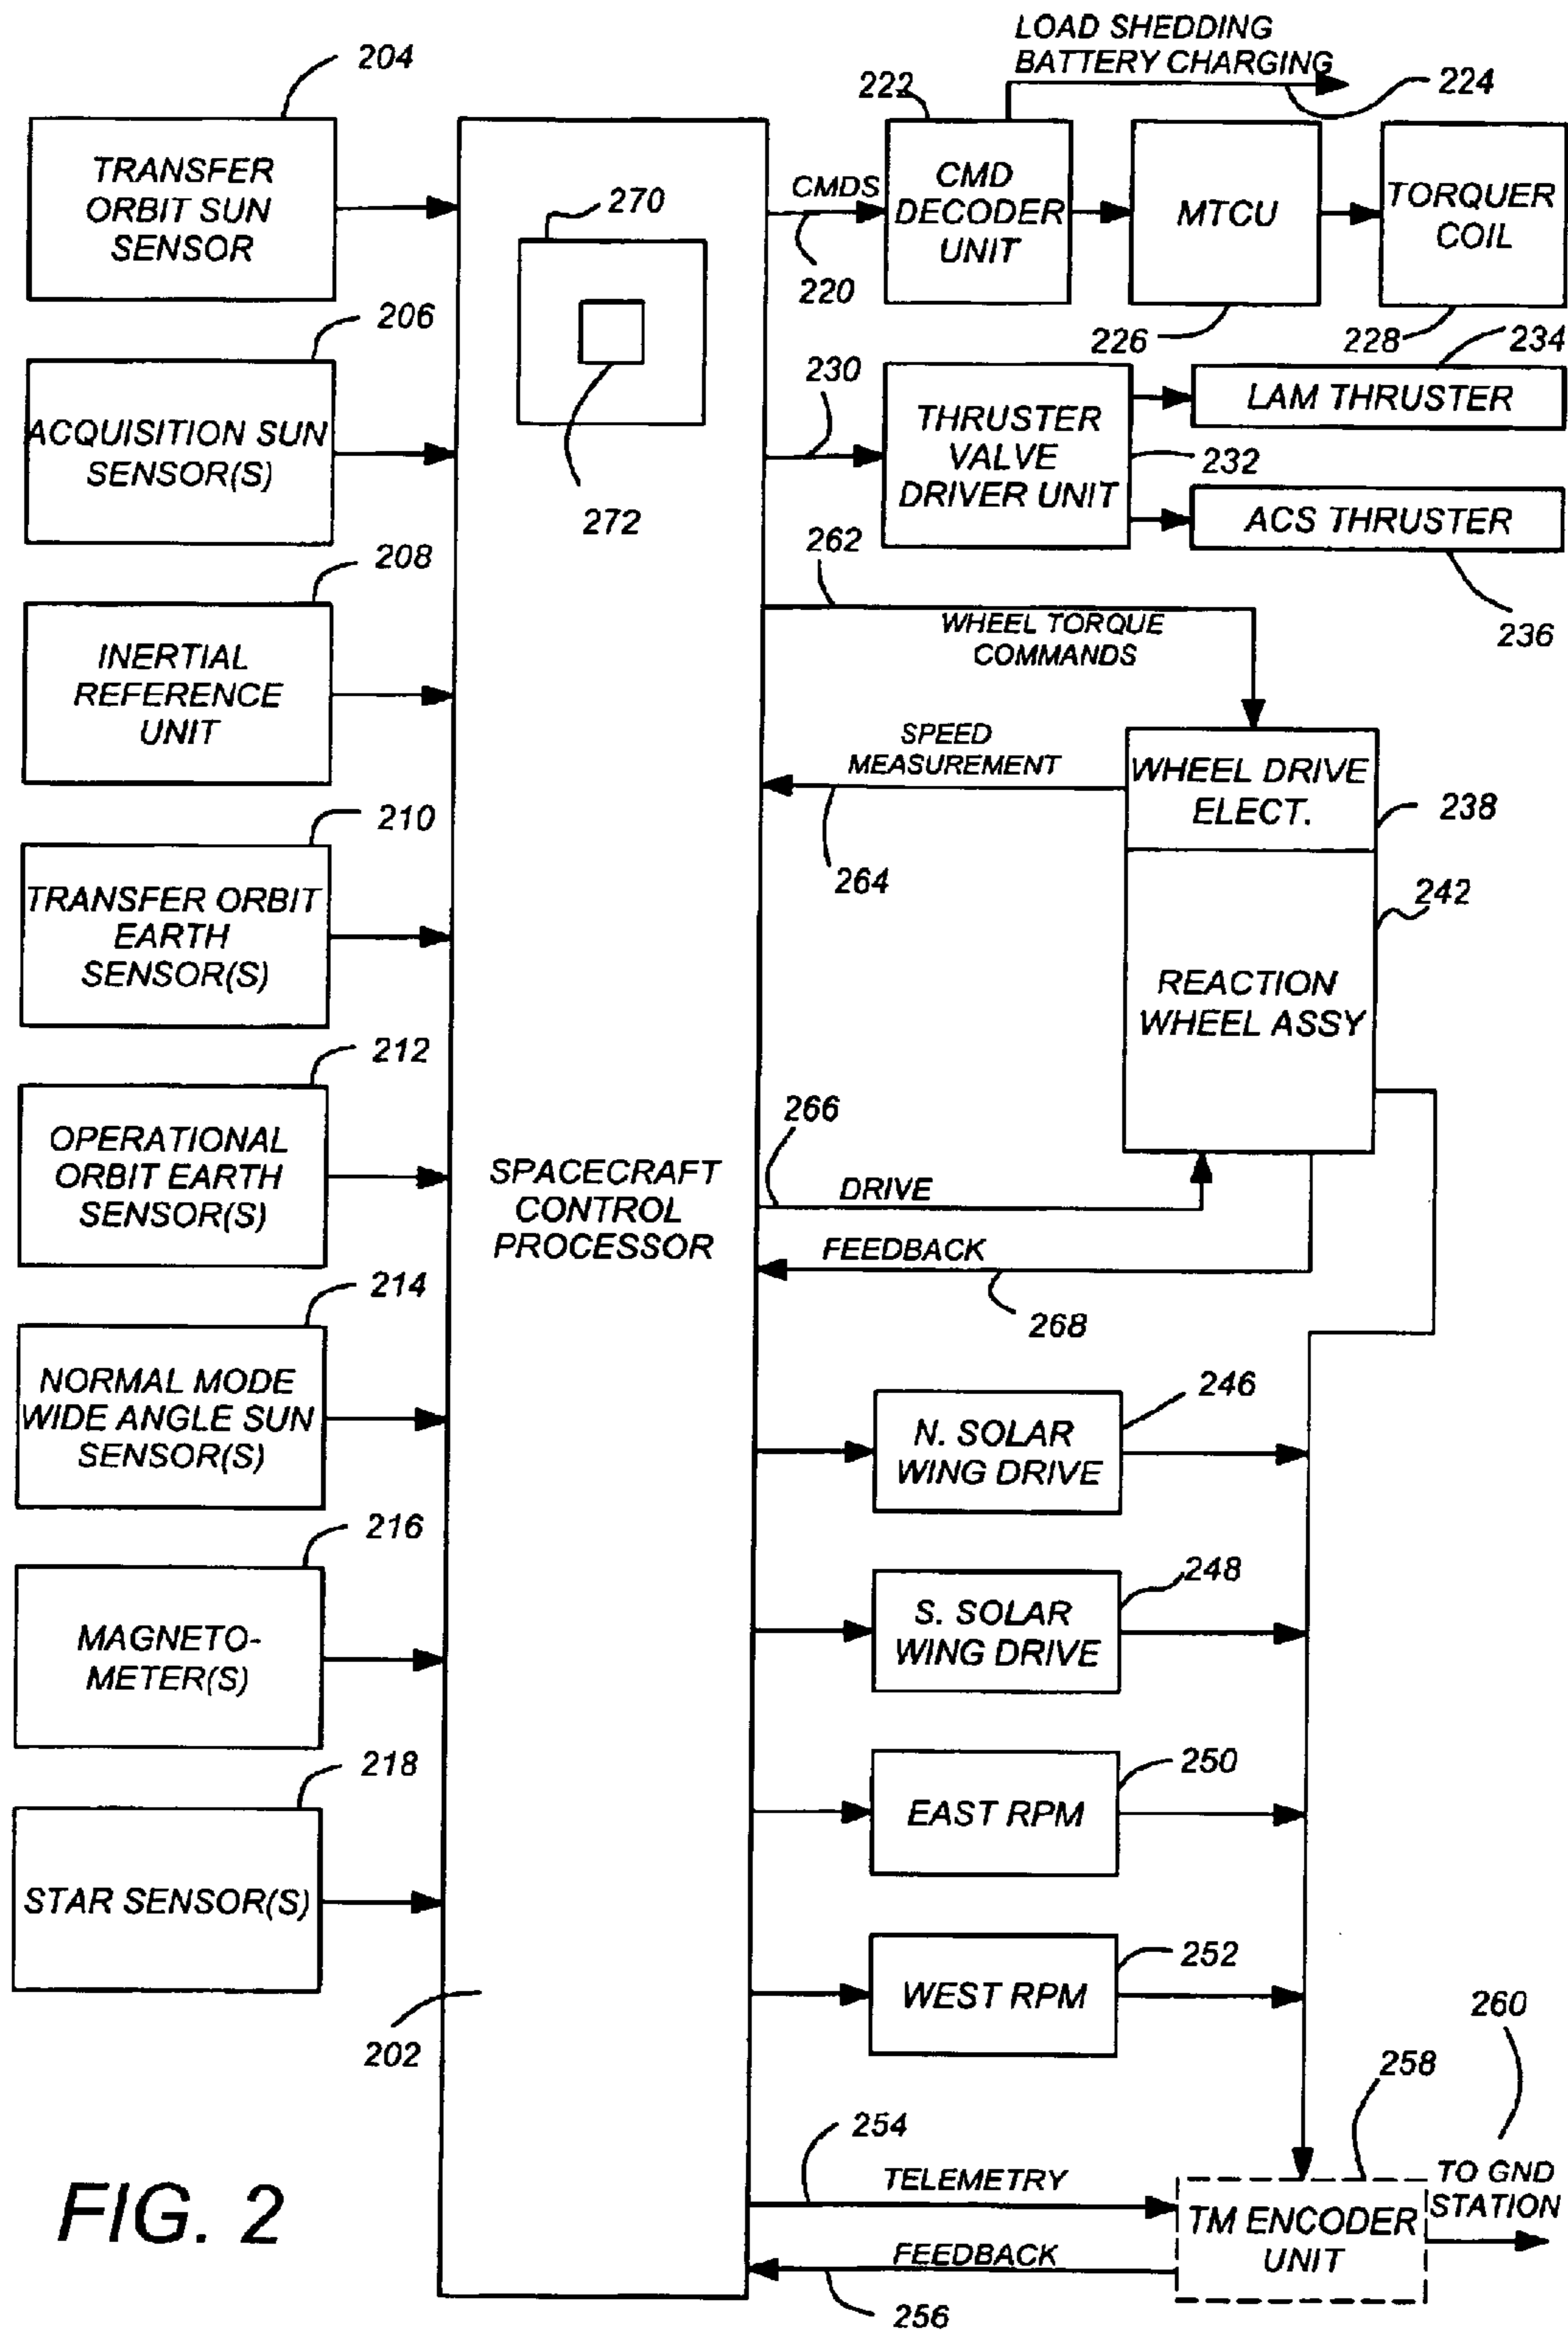 LOAD SHEDDING
BATTERY CHARGING
204
222
224
TRANSFER
ORBIT SUN
SENSOR
270
CMDS
CMD
DECODER
UNIT
MTCU
TORQUER
COIL
220
206
226
228
234
272
230
ACQUISITION SUN
SENSOR(S)
THRUSTER
VALVE
DRIVER UNIT
LAM THRUSTER
232
ACS THRUSTER
208
262
236
INERTIAL
REFERENCE
UNIT
WHEEL TORQUE
COMMANDS
SPEED
MEASUREMENT
WHEEL DRIVE
ELECT.
238
210
264
242
TRANSFER ORBIT
EARTH
SENSOR(S)
REACTION
WHEEL ASSY
212
266
OPERATIONAL
ORBIT EARTH
SENSOR(S)
SPACECRAFT
CONTROL
PROCESSOR
DRIVE
FEEDBACK
214
268
NORMAL MODE
WIDE ANGLE SUN
SENSOR(S)
246
N. SOLAR
WING DRIVE
216
248
MAGNETO-
METER(S)
S. SOLAR
WING DRIVE
218
250
STAR SENSOR(S)
EAST RPM
252
WEST RPM
202
260
258
254
TELEMETRY
TO GND
STATION
TM ENCODER
UNIT
FEEDBACK
256
FIG. 2